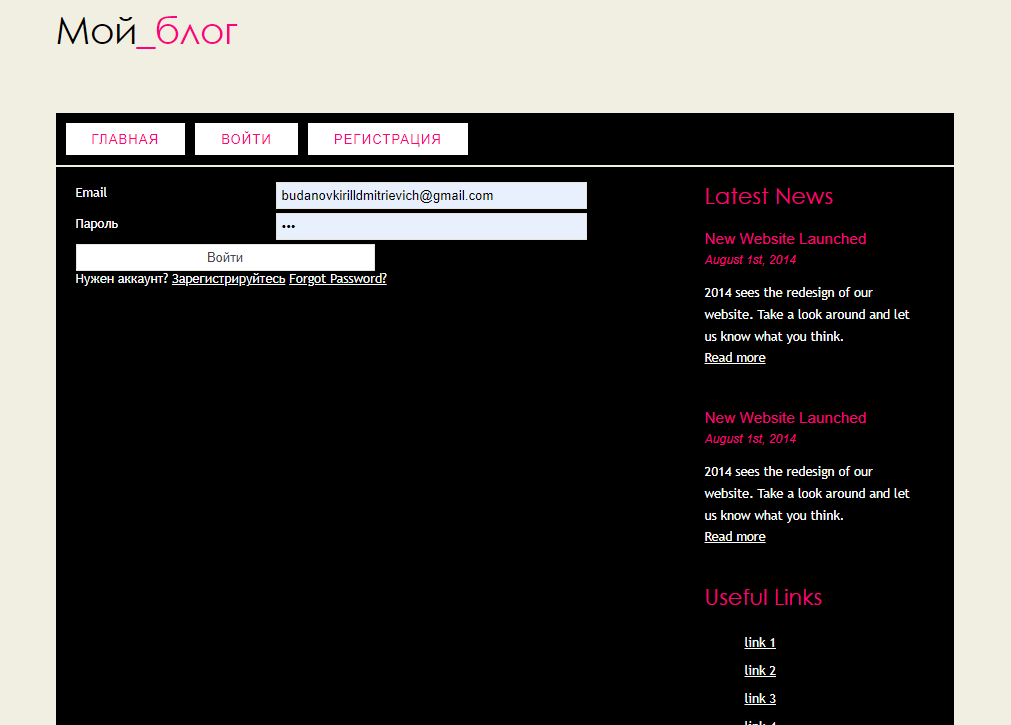 Мой_блог
ГЛАВНАЯ ВОЙТИ РЕГИСТРАЦИЯ
Email budanovkirilldmitrievich@gmail.com
Пароль •••
Войти
Нужен аккаунт? Зарегистрируйтесь Forgot Password?
Latest News
New Website Launched
August 1st, 2014
2014 sees the redesign of our
website. Take a look around and let
us know what you think.
Read more
New Website Launched
August 1st, 2014
2014 sees the redesign of our
website. Take a look around and let
us know what you think.
Read more
Useful Links
link 1
link 2
link 3